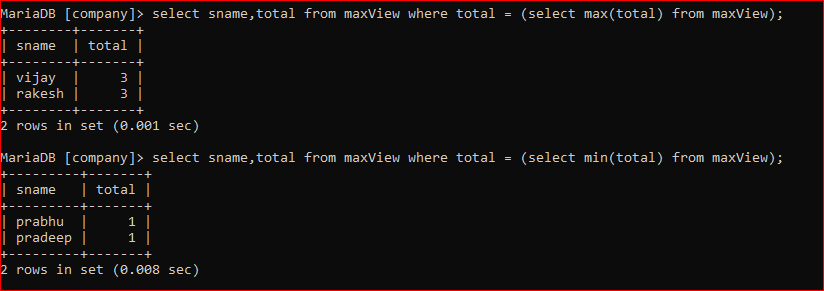 MariaDB [company]> select sname,total from maxView where total = (select max(total) from maxView);
+--------+-------+
| sname  | total |
+--------+-------+
| vijay  |     3 |
| rakesh |     3 |
+--------+-------+
2 rows in set (0.001 sec)

MariaDB [company]> select sname,total from maxView where total = (select min(total) from maxView);
+---------+-------+
| sname   | total |
+---------+-------+
| prabhu  |     1 |
| pradeep |     1 |
+---------+-------+
2 rows in set (0.008 sec)